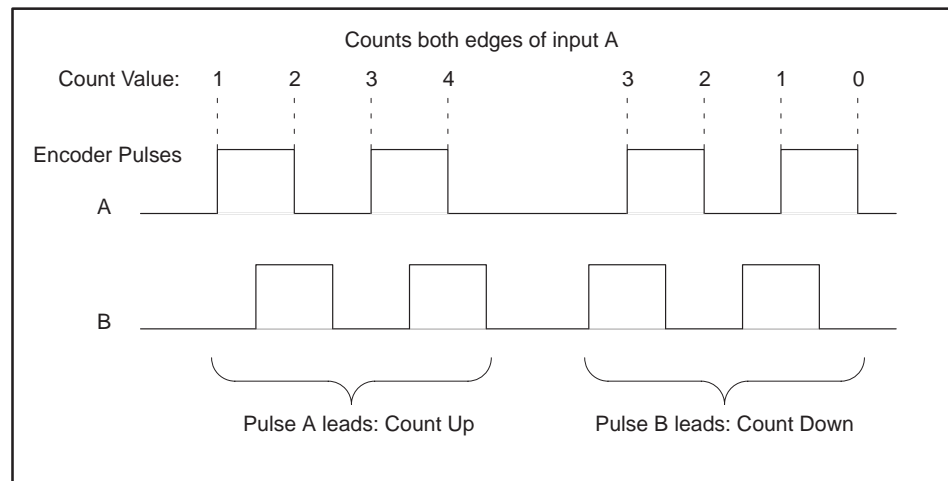 Counts both edges of input A
Count Value: 1 2 3 4 3 2 1 0
Encoder Pulses
A
B
Pulse A leads: Count Up Pulse B leads: Count Down